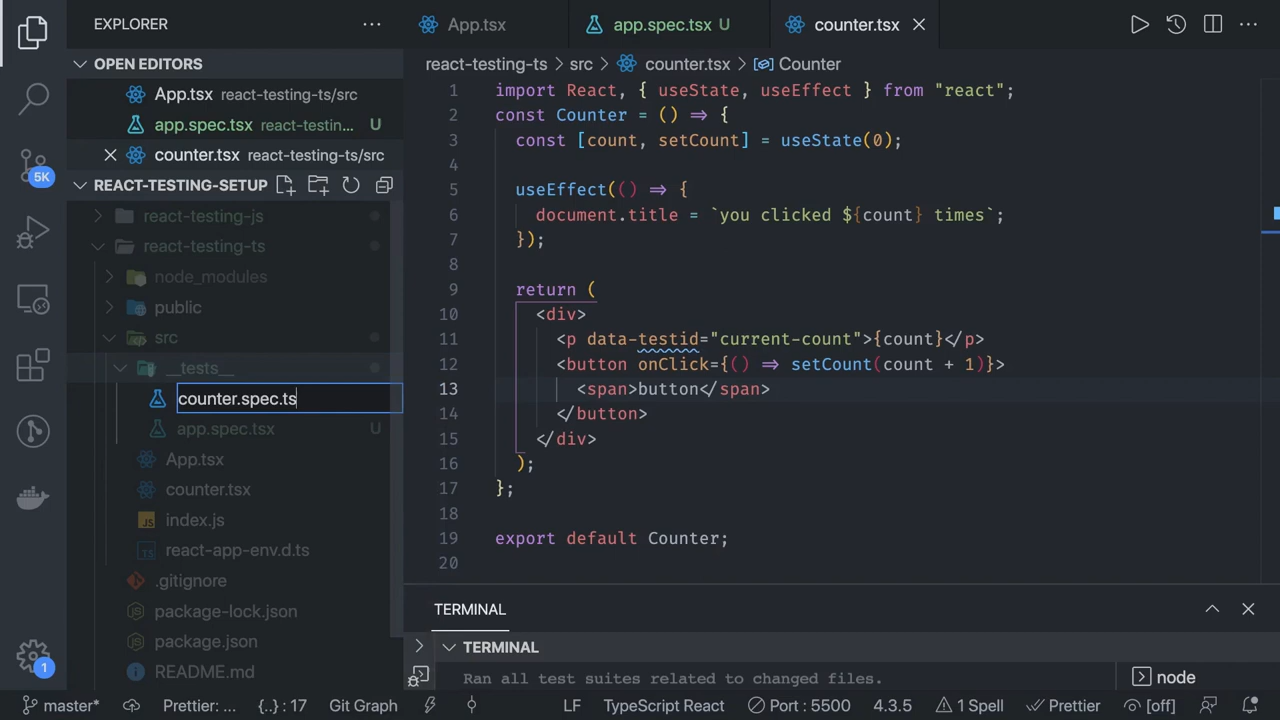 EXPLORER
App.tsx
app.spec.tsx U
counter.tsx
OPEN EDITORS
App.tsx react-testing-ts/src
app.spec.tsx react-testin... U
counter.tsx react-testing-ts/src
REACT-TESTING-SETUP
react-testing-js
react-testing-ts
node_modules
public
src
__tests__
counter.spec.ts
app.spec.tsx U
App.tsx
counter.tsx
JS index.js
TS react-app-env.d.ts
.gitignore
package-lock.json
package.json
README.md
5K
1
react-testing-ts > src > counter.tsx > Counter
1 import React, { useState, useEffect } from "react";
2 const Counter = () => {
3 const [count, setCount] = useState(0);
4
5 useEffect(() => {
6 document.title = `you clicked ${count} times`;
7 });
8
9 return (
10 <div>
11 <p data-testid="current-count">{count}</p>
12 <button onClick={() => setCount(count + 1)}>
13 <span>button</span>
14 </button>
15 </div>
16 );
17 };
18
19 export default Counter;
20
TERMINAL
TERMINAL
Ran all test suites related to changed files.
node
master* Prettier: ... {..} : 17 Git Graph LF TypeScript React Port : 5500 4.3.5 1 Spell Prettier [off]